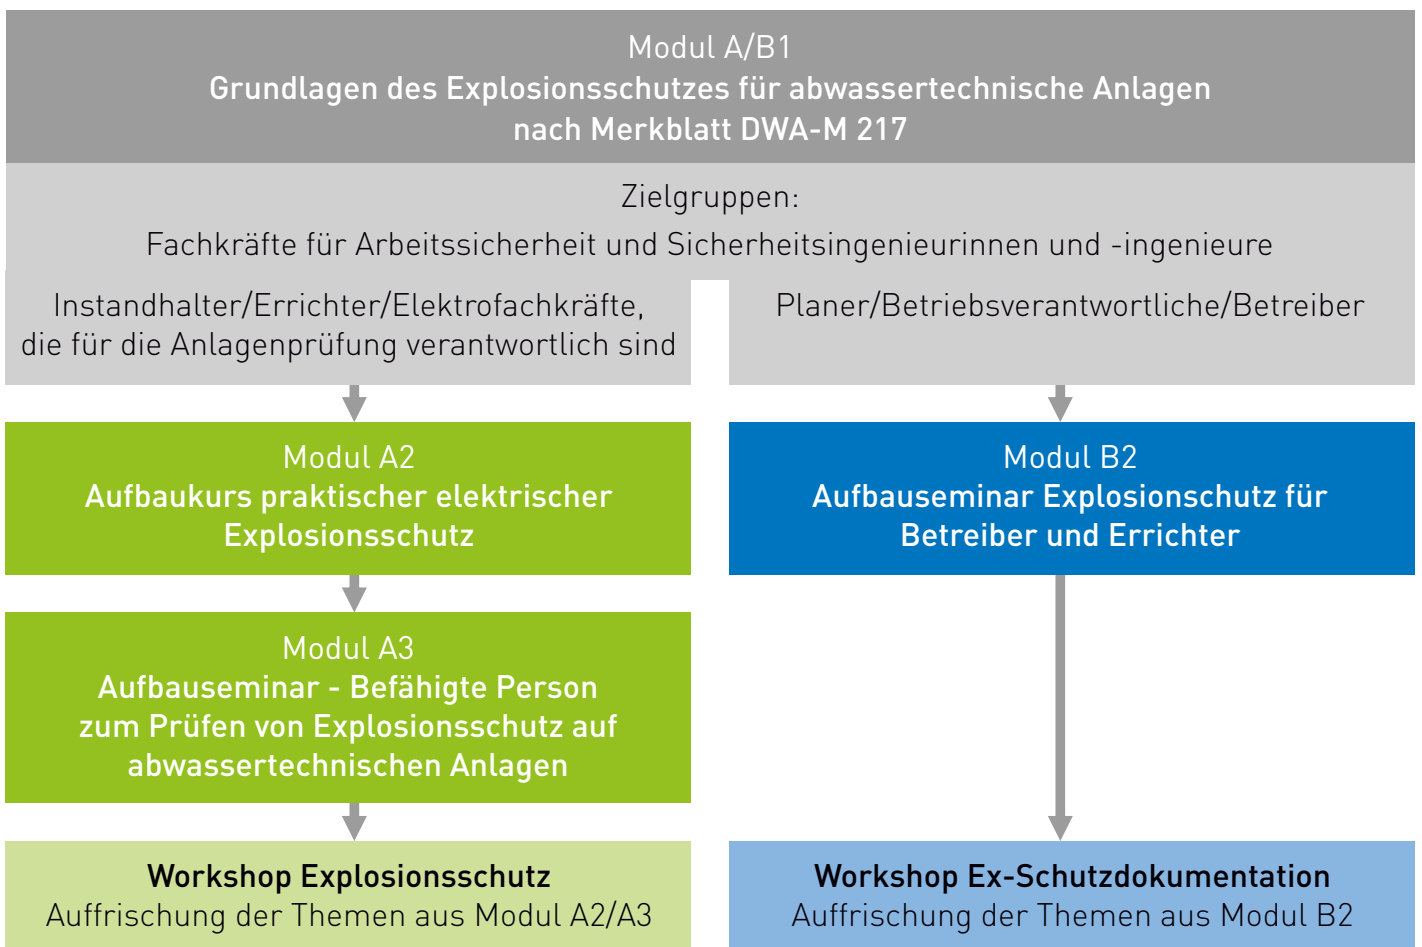 Modul A/B1
Grundlagen des Explosionsschutzes für abwassertechnische Anlagen
nach Merkblatt DWA-M 217
Zielgruppen:
Fachkräfte für Arbeitssicherheit und Sicherheitsingenieurinnen und -ingenieure
Instandhalter/Errichter/Elektrofachkräfte,
die für die Anlagenprüfung verantwortlich sind
Planer/Betriebsverantwortliche/Betreiber
Modul A2
Aufbaukurs praktischer elektrischer
Explosionsschutz
Modul A3
Aufbauseminar - Befähigte Person
zum Prüfen von Explosionsschutz auf
abwassertechnischen Anlagen
Workshop Explosionsschutz
Auffrischung der Themen aus Modul A2/A3
Modul B2
Aufbauseminar Explosionschutz für
Betreiber und Errichter
Workshop Ex-Schutzdokumentation
Auffrischung der Themen aus Modul B2